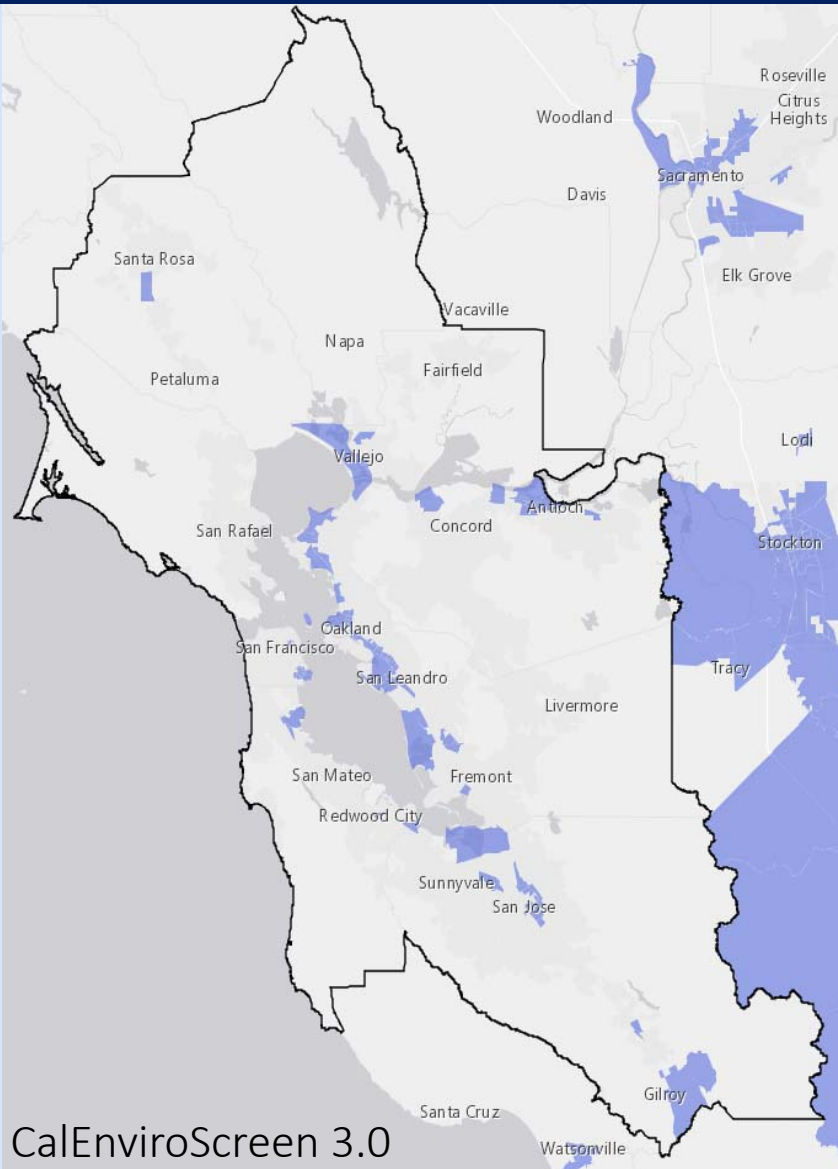 Roseville
Citrus
Heights
Woodland
Sacramento
Davis
Santa Rosa
Elk Grove
Vacaville
Napa
Fairfield
Petaluma
Lodi
Vallejo
Antioch
Concord
San Rafael
Stockton
Oakland
San Francisco
Tracy
San Leandro
Livermore
San Mateo
Fremont
Redwood City
Sunnyvale
San Jose
Gilroy
Santa Cruz
CalEnviroScreen 3.0
Watsonville